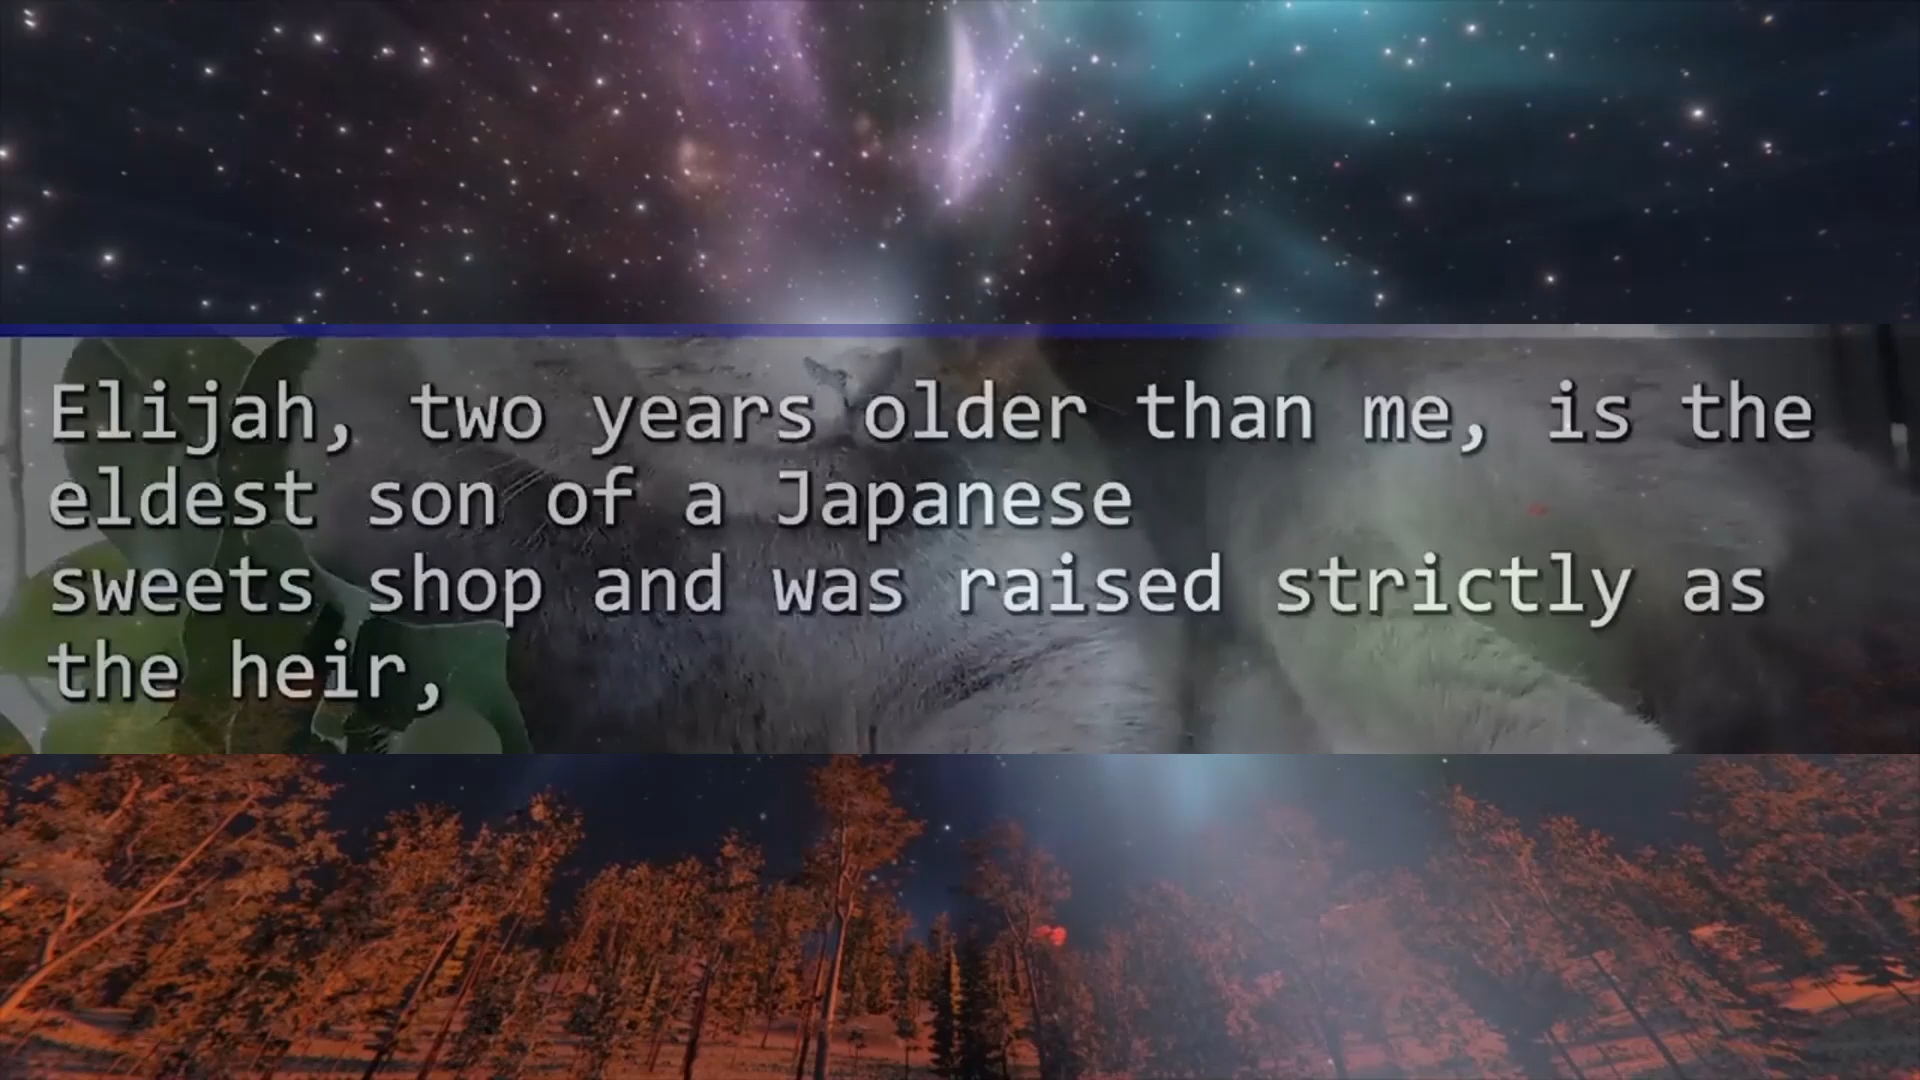 Elijah, two years older than me, is the
eldest son of a Japanese
sweets shop and was raised strictly as
the heir,